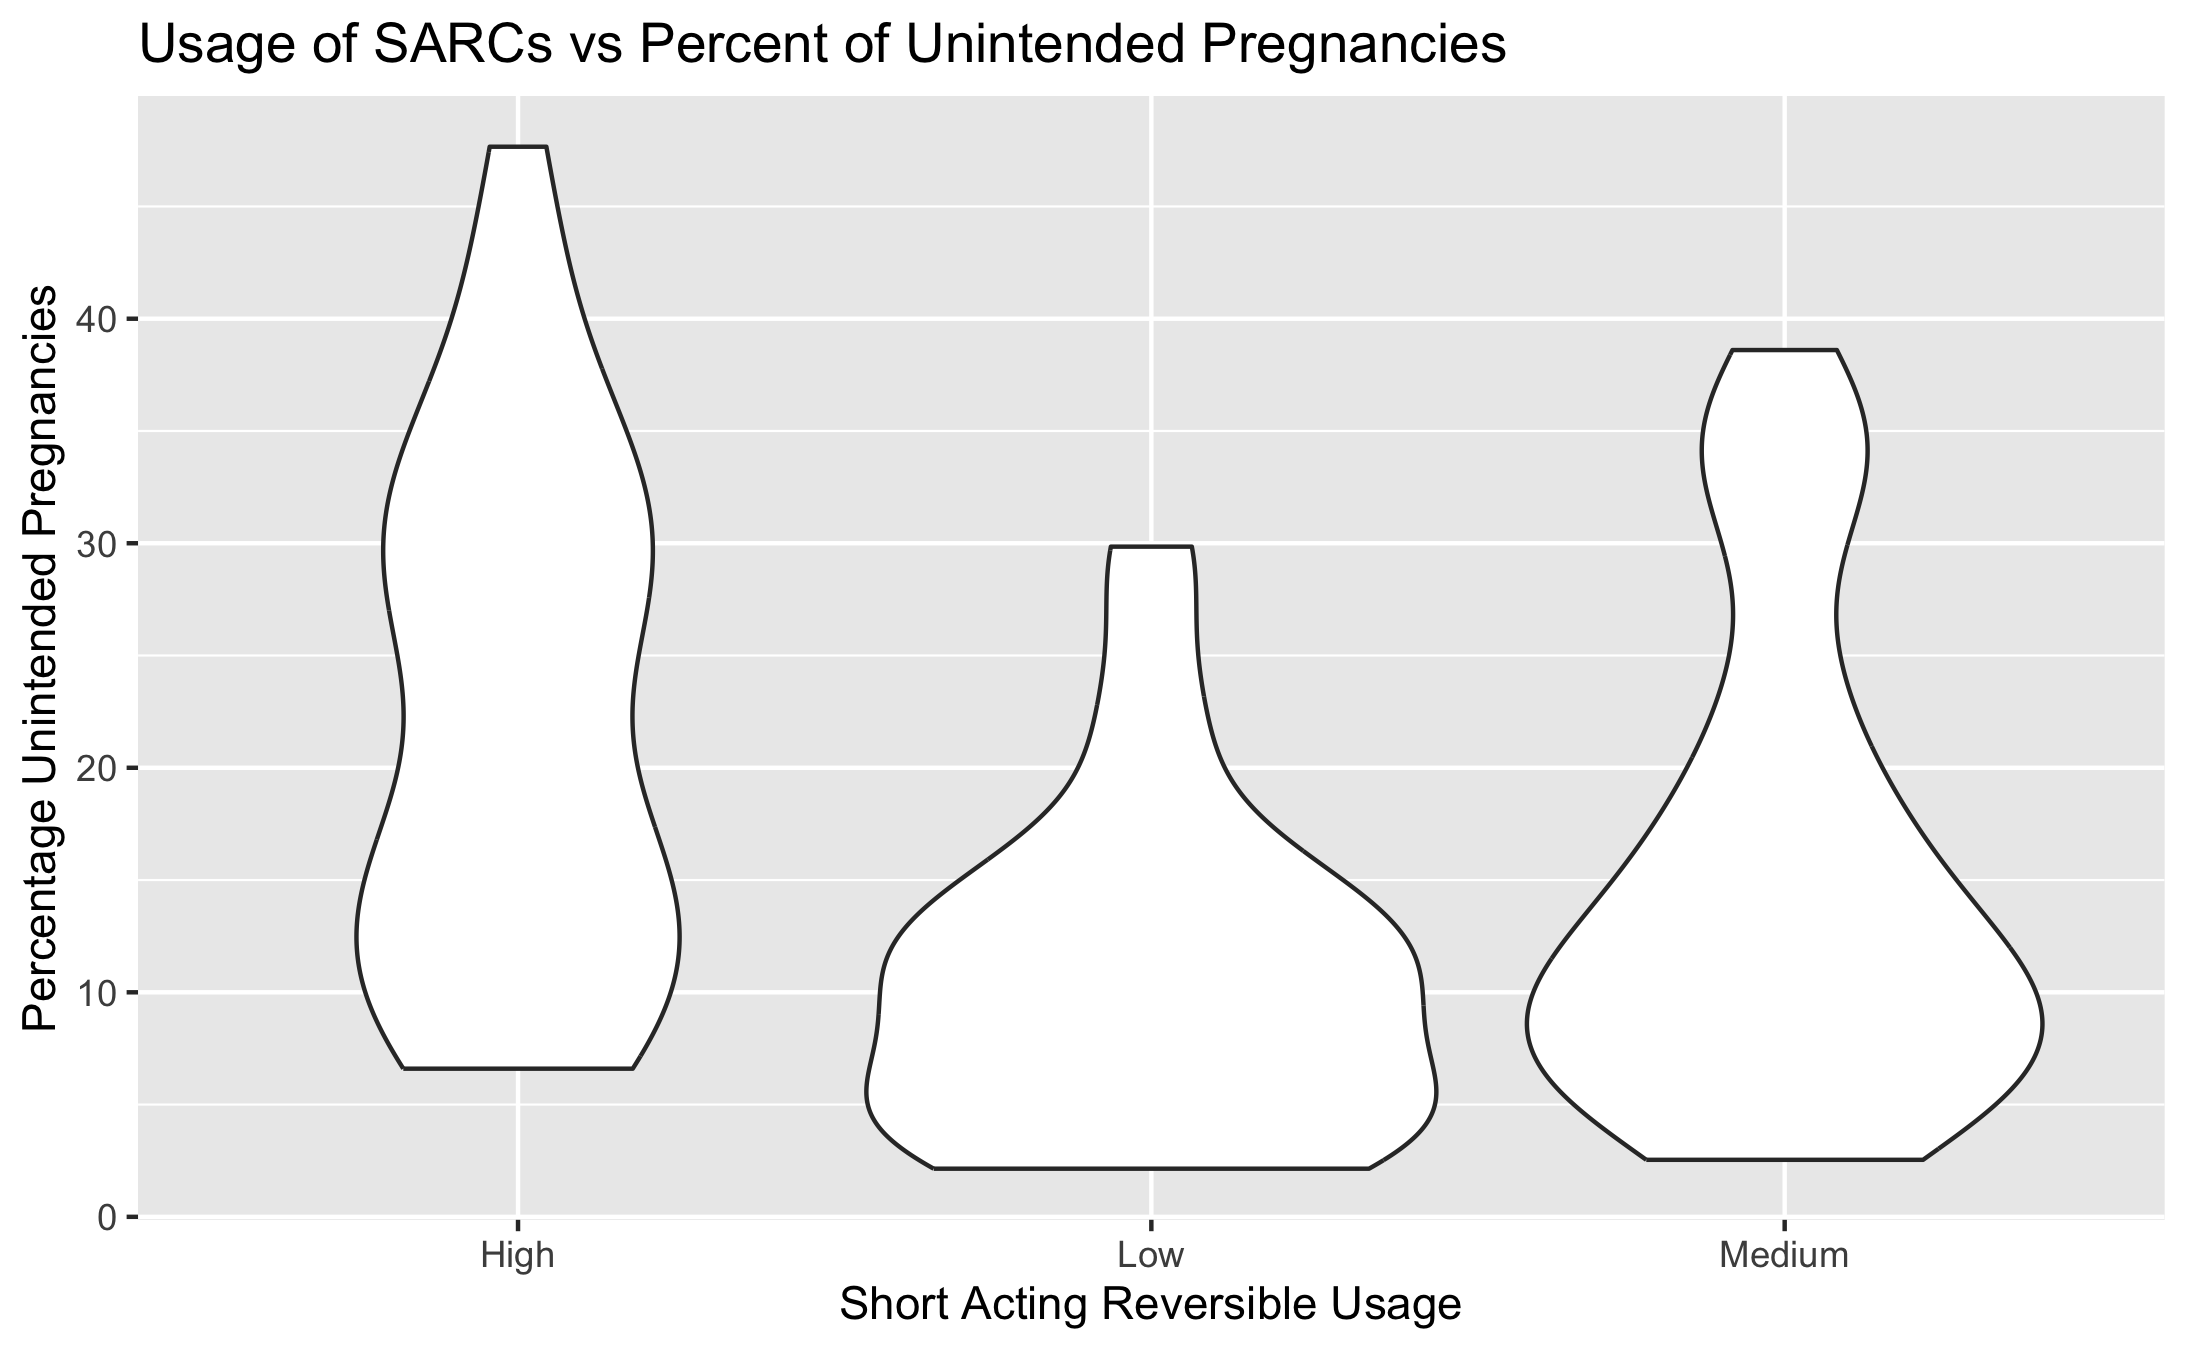 Usage of SARCs vs Percent of Unintended Pregnancies
Percentage Unintended Pregnancies
40
30
20
10
0
High
Low
Medium
Short Acting Reversible Usage